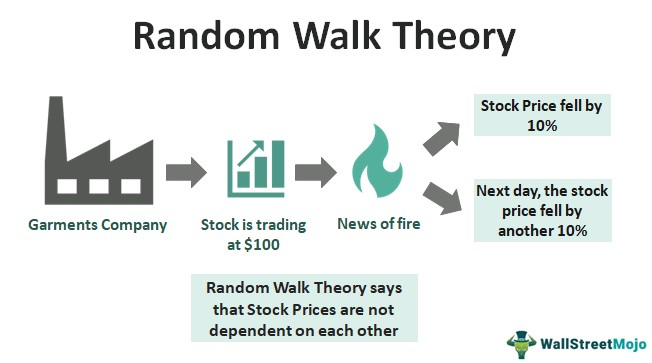 Random Walk Theory
Garments Company
Stock is trading
at $100
News of fire
Stock Price fell by
10%
Next day, the stock
price fell by
another 10%
Random Walk Theory says
that Stock Prices are not
dependent on each other
WallStreetMojo